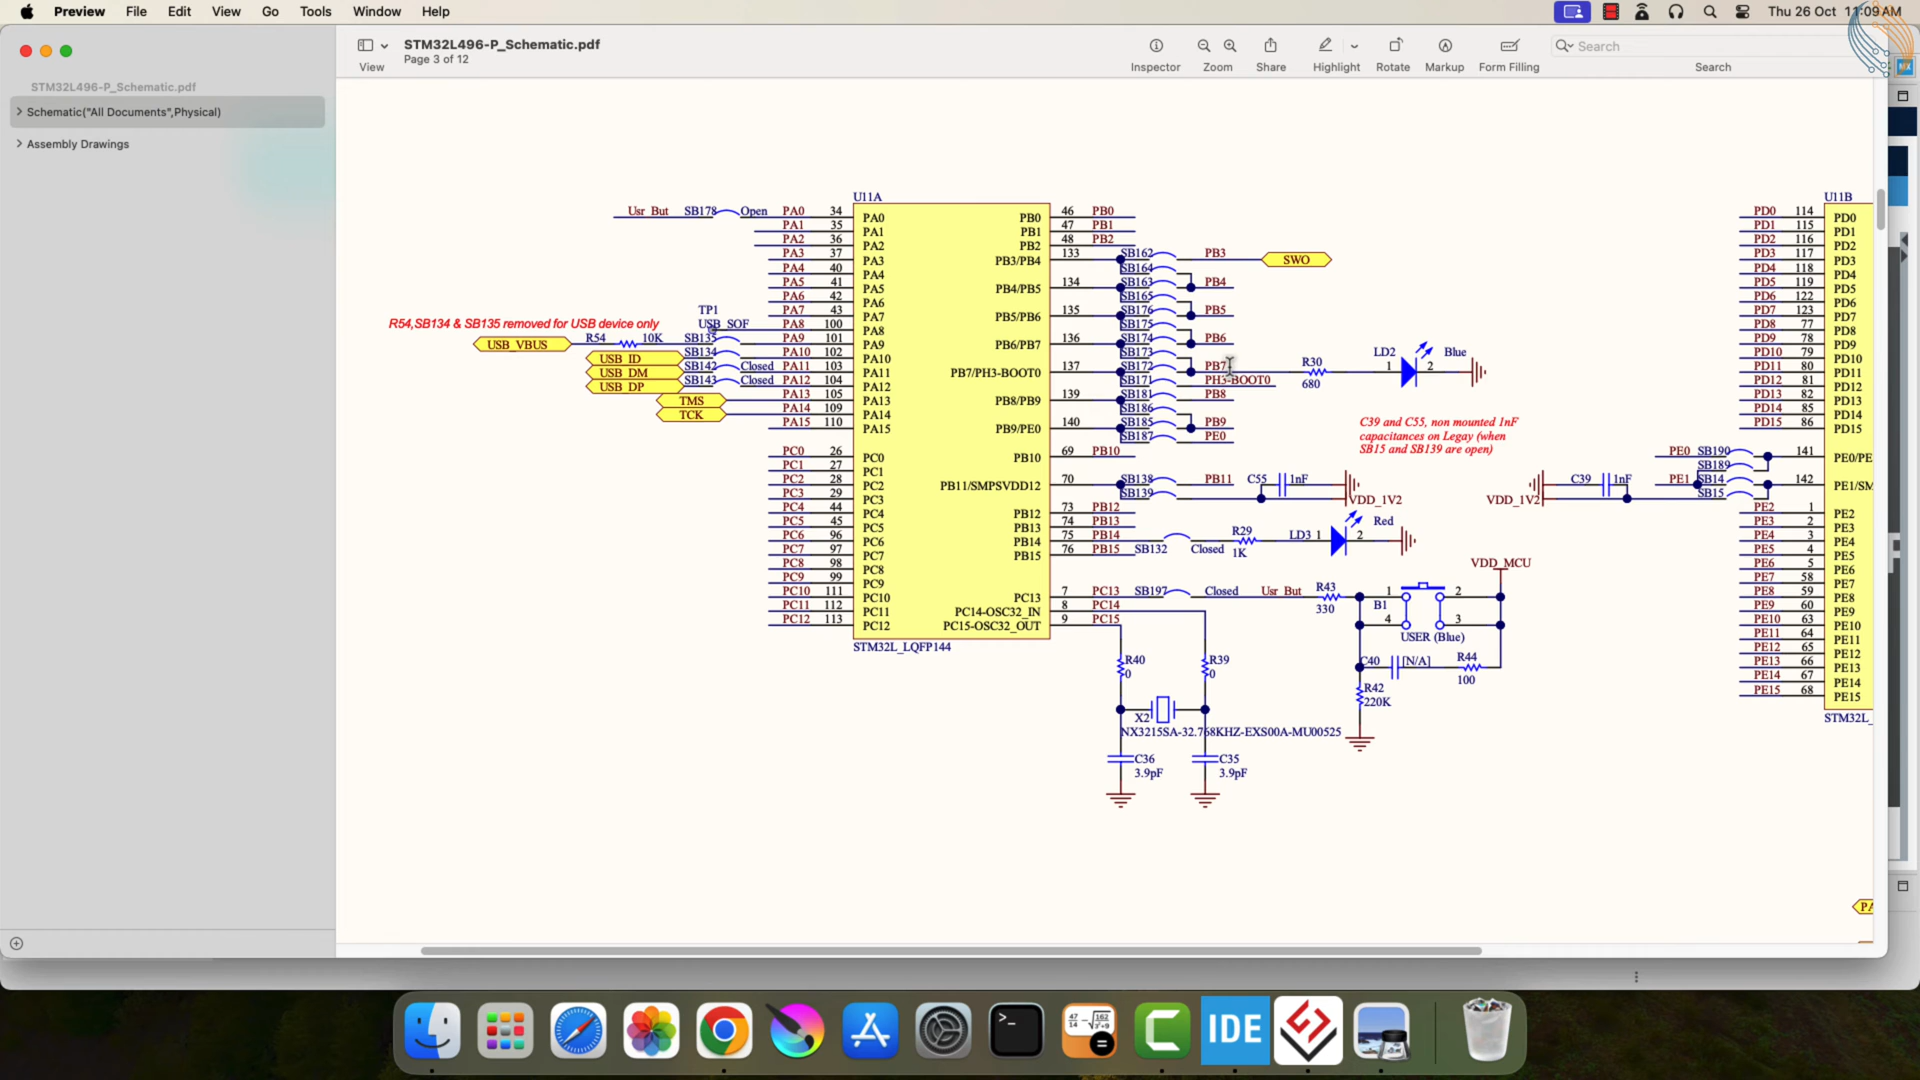 Preview File Edit View Go Tools Window Help
Thu 26 Oct 11:09AM
STM32L496-P_Schematic.pdf
Page 3 of 12
View
Inspector Zoom Share Highlight Rotate Markup Form Filling
Search
Search
STM32L496-P_Schematic.pdf
Schematic("All Documents",Physical)
Assembly Drawings
U11A
Usr_But SB178 Open PA0 34 PA0 PB0 46 PB0
PA1 35 PA1 PB1 47 PB1
PA2 36 PA2 PB2 48 PB2
PA3 37 PA3 PB3/PB4 133 SB162 PB3 SWO
PA4 40 PA4 SB164
PA5 41 PA5 PB4/PB5 134 SB163 PB4
PA6 42 PA6 SB165
TP1 PA7 43 PA7 PB5/PB6 135 SB176 PB5
R54,SB134 & SB135 removed for USB device only
USB_SOF PA8 100 PA8 SB175
USB_VBUS R54 10K SB135 PA9 101 PA9 PB6/PB7 136 SB174 PB6
USB_ID SB134 PA10 102 PA10 SB173
USB_DM SB142 Closed PA11 103 PA11 PB7/PH3-BOOT0 137 SB172 PB7 R30 680 LD2 1 2 Blue
USB_DP SB143 Closed PA12 104 PA12 SB171 PH3-BOOT0
TMS PA13 105 PA13 PB8/PB9 139 SB181 PB8
TCK PA14 109 PA14 SB186
PA15 110 PA15 PB9/PE0 140 SB185 PB9
SB187 PE0
C39 and C55, non mounted 1nF
capacitances on Legay (when
SB15 and SB139 are open)
PC0 26 PC0 PB10 69 PB10
PC1 27 PC1
PC2 28 PC2 PB11/SMPSVDD12 70 SB138 PB11 C55 1nF
PC3 29 PC3 SB139 VDD_1V2
PC4 44 PC4 PB12 73 PB12
PC5 45 PC5 PB13 74 PB13
PC6 96 PC6 PB14 75 PB14 R29 1K LD3 1 2 Red
PC7 97 PC7 PB15 76 PB15 SB132 Closed
PC8 98 PC8
PC9 99 PC9 VDD_MCU
PC10 111 PC10 PC13 7 PC13 SB197 Closed Usr_But R43 330 B1 1 2
PC11 112 PC11 PC14-OSC32_IN 8 PC14 4 3
PC12 113 PC12 PC15-OSC32_OUT 9 PC15 USER (Blue)
STM32L_LQFP144
R40 0 R39 0 C40 [N/A] R44 100
R42 220K
X2
NX3215SA-32.768KHZ-EXS00A-MU00525
C36 3.9pF C35 3.9pF
U11B
PD0 114 PD0
PD1 115 PD1
PD2 116 PD2
PD3 117 PD3
PD4 118 PD4
PD5 119 PD5
PD6 122 PD6
PD7 123 PD7
PD8 77 PD8
PD9 78 PD9
PD10 79 PD10
PD11 80 PD11
PD12 81 PD12
PD13 82 PD13
PD14 85 PD14
PD15 86 PD15
PE0 SB190 141 PE0/PE
SB189
C39 1nF PE1 SB14 142 PE1/SM
VDD_1V2 SB15
PE2 1 PE2
PE3 2 PE3
PE4 3 PE4
PE5 4 PE5
PE6 5 PE6
PE7 58 PE7
PE8 59 PE8
PE9 60 PE9
PE10 63 PE10
PE11 64 PE11
PE12 65 PE12
PE13 66 PE13
PE14 67 PE14
PE15 68 PE15
STM32L_
PA
MX
IDE